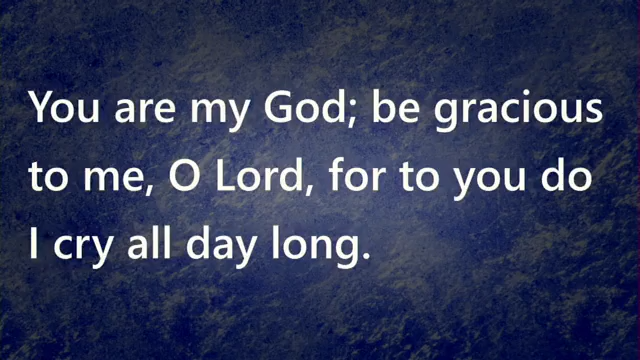 You are my God; be gracious
to me, O Lord, for to you do
I cry all day long.